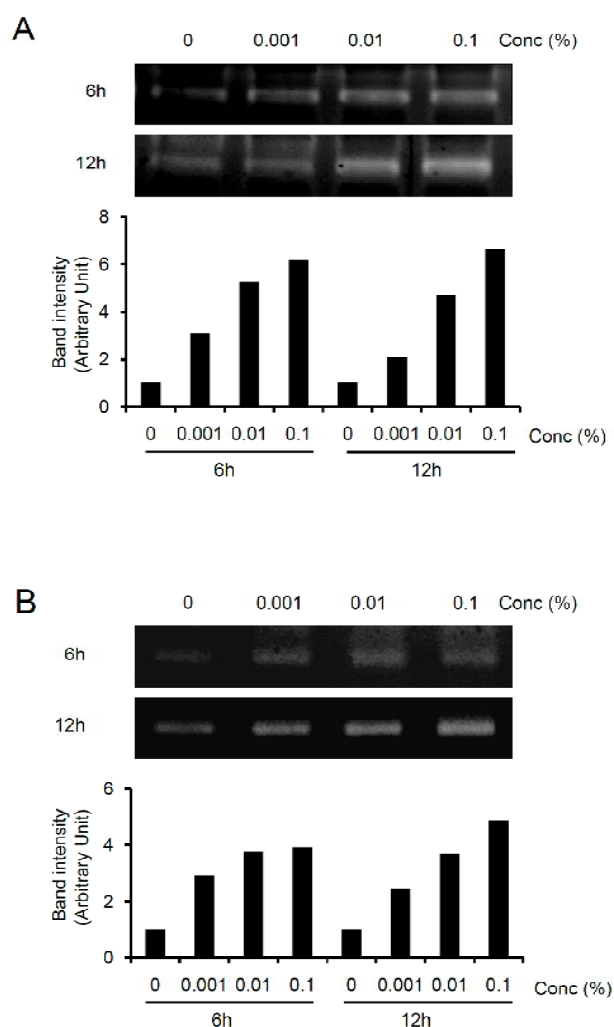 A
0 0.001 0.01 0.1 Conc (%)
6h
12h
Band intensity
(Arbitrary Unit)
8
6
4
2
0
0 0.001 0.01 0.1 0 0.001 0.01 0.1 Conc (%)
6h 12h
B
0 0.001 0.01 0.1 Conc (%)
6h
12h
Band intensity
(Arbitrary Unit)
6
4
2
0
0 0.001 0.01 0.1 0 0.001 0.01 0.1 Conc (%)
6h 12h